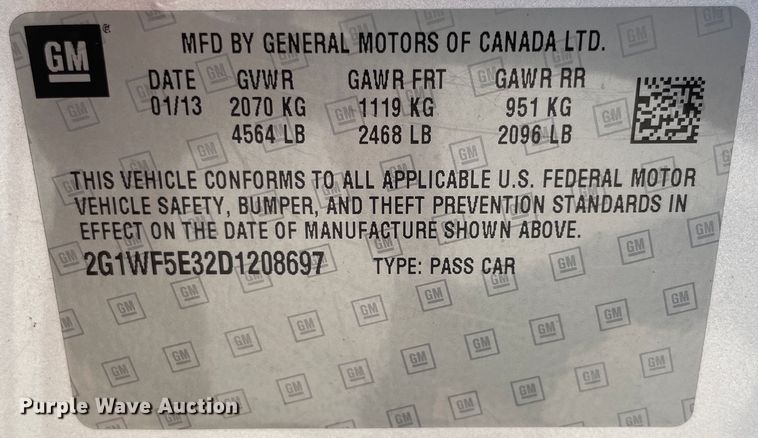 GM
MFD BY GENERAL MOTORS OF CANADA LTD.
DATE GVWR GAWR FRT GAWR RR
01/13 2070 KG 1119 KG 951 KG
4564 LB 2468 LB 2096 LB
THIS VEHICLE CONFORMS TO ALL APPLICABLE U.S. FEDERAL MOTOR
VEHICLE SAFETY, BUMPER, AND THEFT PREVENTION STANDARDS IN
EFFECT ON THE DATE OF MANUFACTURE SHOWN ABOVE.
2G1WF5E32D1208697 TYPE: PASS CAR
Purple Wave Auction